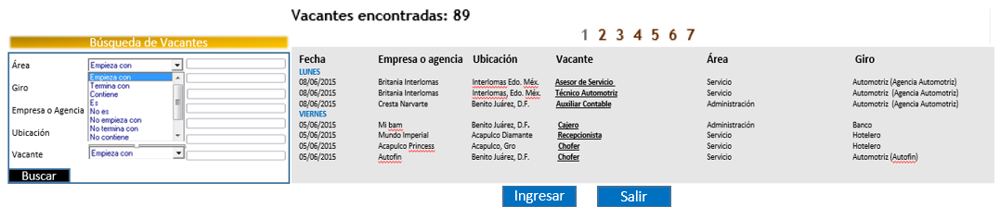 Vacantes encontradas: 89
1 2 3 4 5 6 7
Búsqueda de Vacantes
Área Empieza con
Empieza con
Termina con
Contiene
Es
No es
No empieza con
No termina con
No contiene
Giro
Empresa o Agencia
Ubicación
Vacante Empieza con
Buscar
Fecha Empresa o agencia Ubicación Vacante Área Giro
LUNES
08/06/2015 Britania Interlomas Interlomas Edo. Méx. Asesor de Servicio Servicio Automotriz (Agencia Automotriz)
08/06/2015 Britania Interlomas Interlomas, Edo. Méx. Técnico Automotriz Servicio Automotriz (Agencia Automotriz)
08/06/2015 Cresta Narvarte Benito Juárez, D.F. Auxiliar Contable Administración Automotriz (Agencia Automotriz)
VIERNES
05/06/2015 Mi bam Benito Juárez, D.F. Cajero Administración Banco
05/06/2015 Mundo Imperial Acapulco Diamante Recepcionista Servicio Hotelero
05/06/2015 Acapulco Princess Acapulco, Gro Chofer Servicio Hotelero
05/06/2015 Autofin Benito Juárez, D.F. Chofer Servicio Automotriz (Autofin)
Ingresar Salir